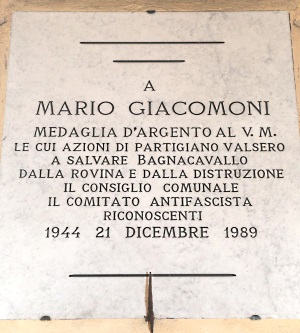 A
MARIO GIACOMONI
MEDAGLIA D'ARGENTO AL V. M.
LE CUI AZIONI DI PARTIGIANO VALSERO
A SALVARE BAGNACAVALLO
DALLA ROVINA E DALLA DISTRUZIONE
IL CONSIGLIO COMUNALE
IL COMITATO ANTIFASCISTA
RICONOSCENTI
1944 21 DICEMBRE 1989